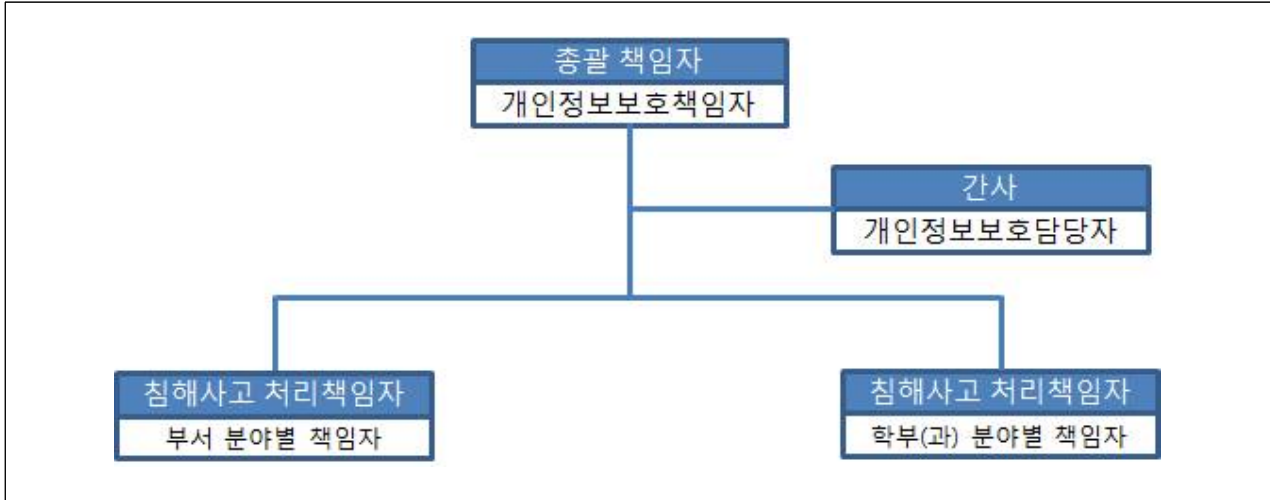 총괄 책임자
개인정보보호책임자
간사
개인정보보호담당자
침해사고 처리책임자
부서 분야별 책임자
침해사고 처리책임자
학부(과) 분야별 책임자